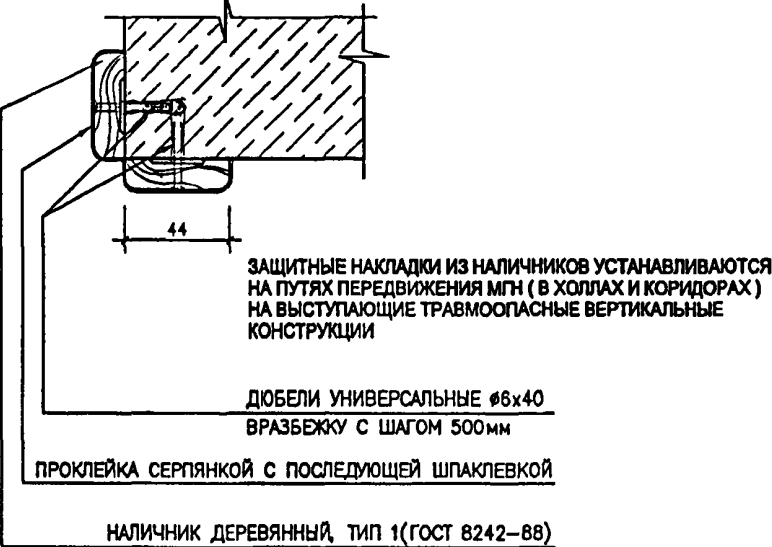 44
ЗАЩИТНЫЕ НАКЛАДКИ ИЗ НАЛИЧНИКОВ УСТАНАВЛИВАЮТСЯ
НА ПУТЯХ ПЕРЕДВИЖЕНИЯ МГН ( В ХОЛЛАХ И КОРИДОРАХ )
НА ВЫСТУПАЮЩИЕ ТРАВМООПАСНЫЕ ВЕРТИКАЛЬНЫЕ
КОНСТРУКЦИИ
ДЮБЕЛИ УНИВЕРСАЛЬНЫЕ ⌀6х40
ВРАЗБЕЖКУ С ШАГОМ 500мм
ПРОКЛЕЙКА СЕРПЯНКОЙ С ПОСЛЕДУЮЩЕЙ ШПАКЛЕВКОЙ
НАЛИЧНИК ДЕРЕВЯННЫЙ, ТИП 1(ГОСТ 8242-88)